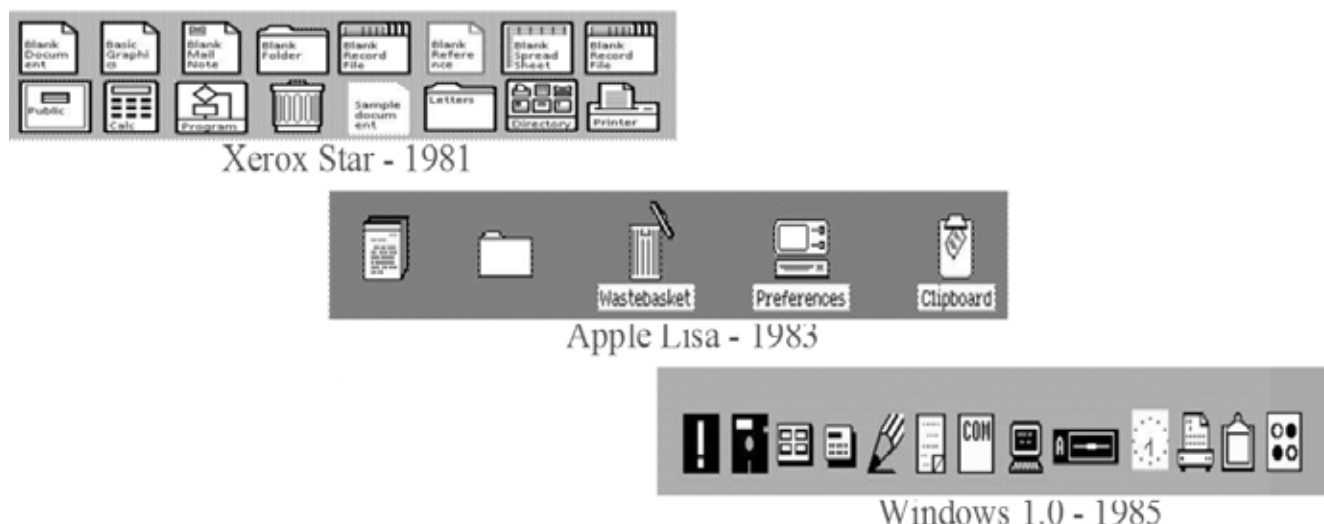 Blank
Docum
ent
Basic
Graphi
cs
Blank
Mail
Note
Blank
Folder
Blank
Record
File
Blank
Refere
nce
Blank
Spread
Sheet
Blank
Record
File
Public
Calc
Program
Sample
docum
ent
Letters
Directory
Printer
Xerox Star - 1981
Wastebasket
Preferences
Clipboard
Apple Lisa - 1983
!
COM
A
1
Windows 1.0 - 1985